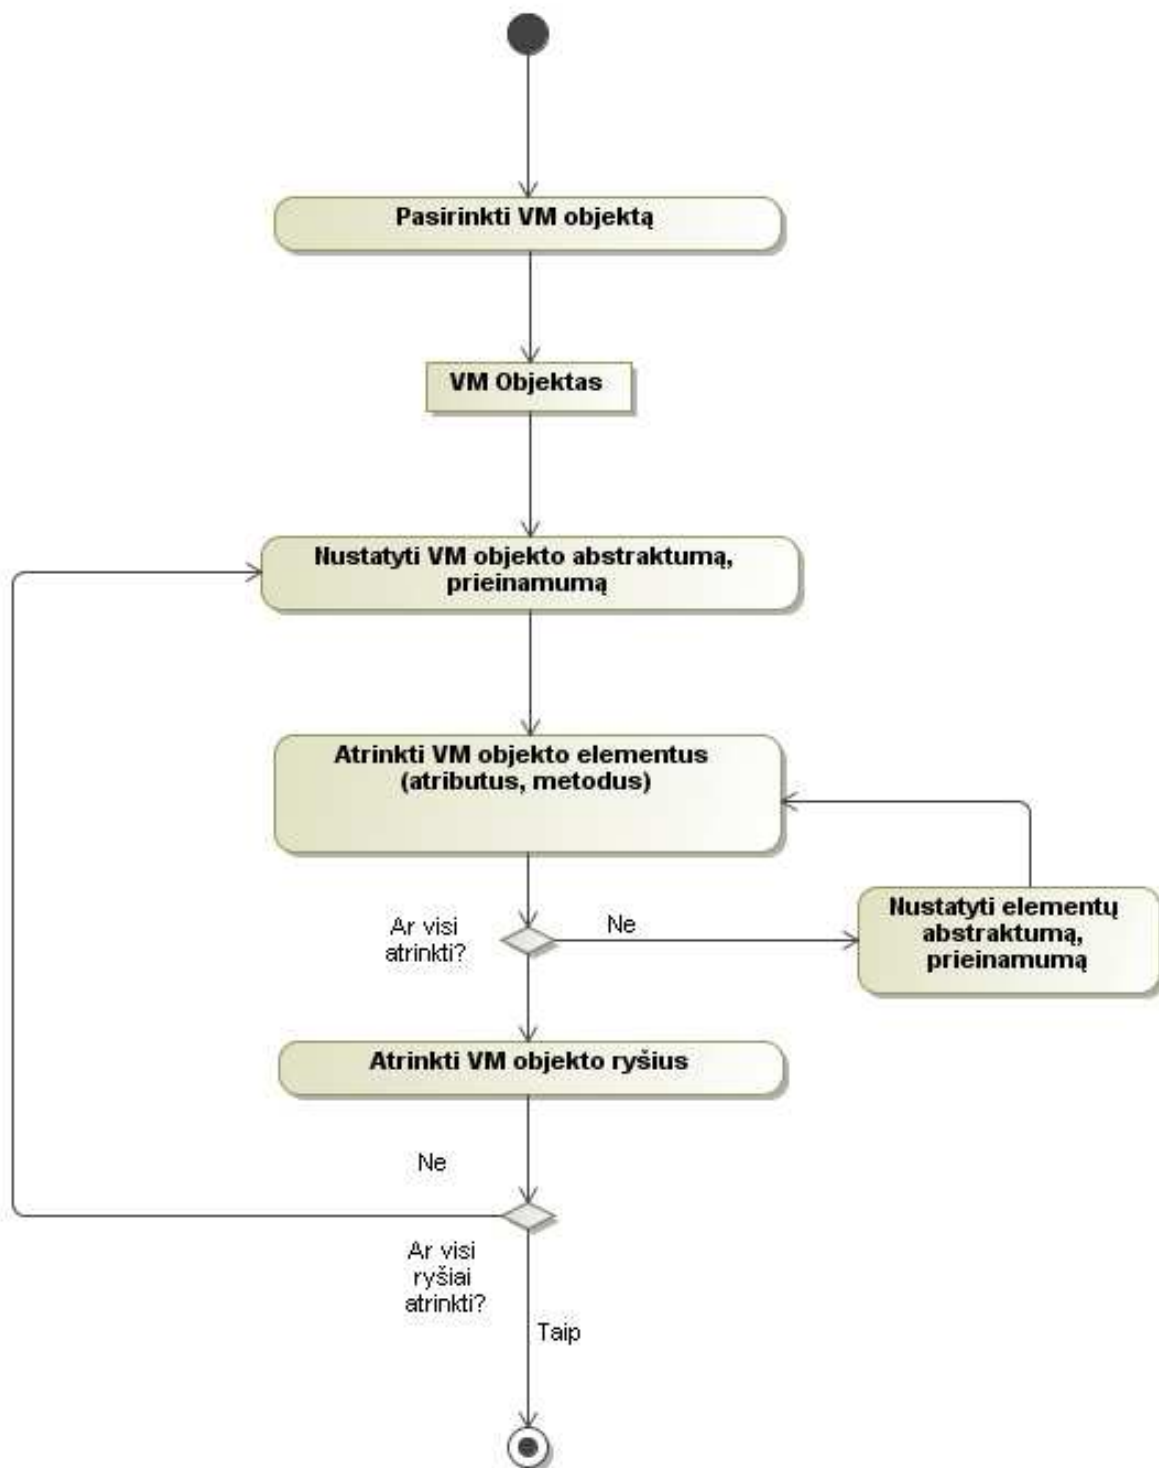 Pasirinkti VM objektą
VM Objektas
Nustatyti VM objekto abstraktumą,
prieinamumą
Atrinkti VM objekto elementus
(atributus, metodus)
Ar visi
atrinkti?
Ne
Nustatyti elementų
abstraktumą,
prieinamumą
Atrinkti VM objekto ryšius
Ne
Ar visi
ryšiai
atrinkti?
Taip